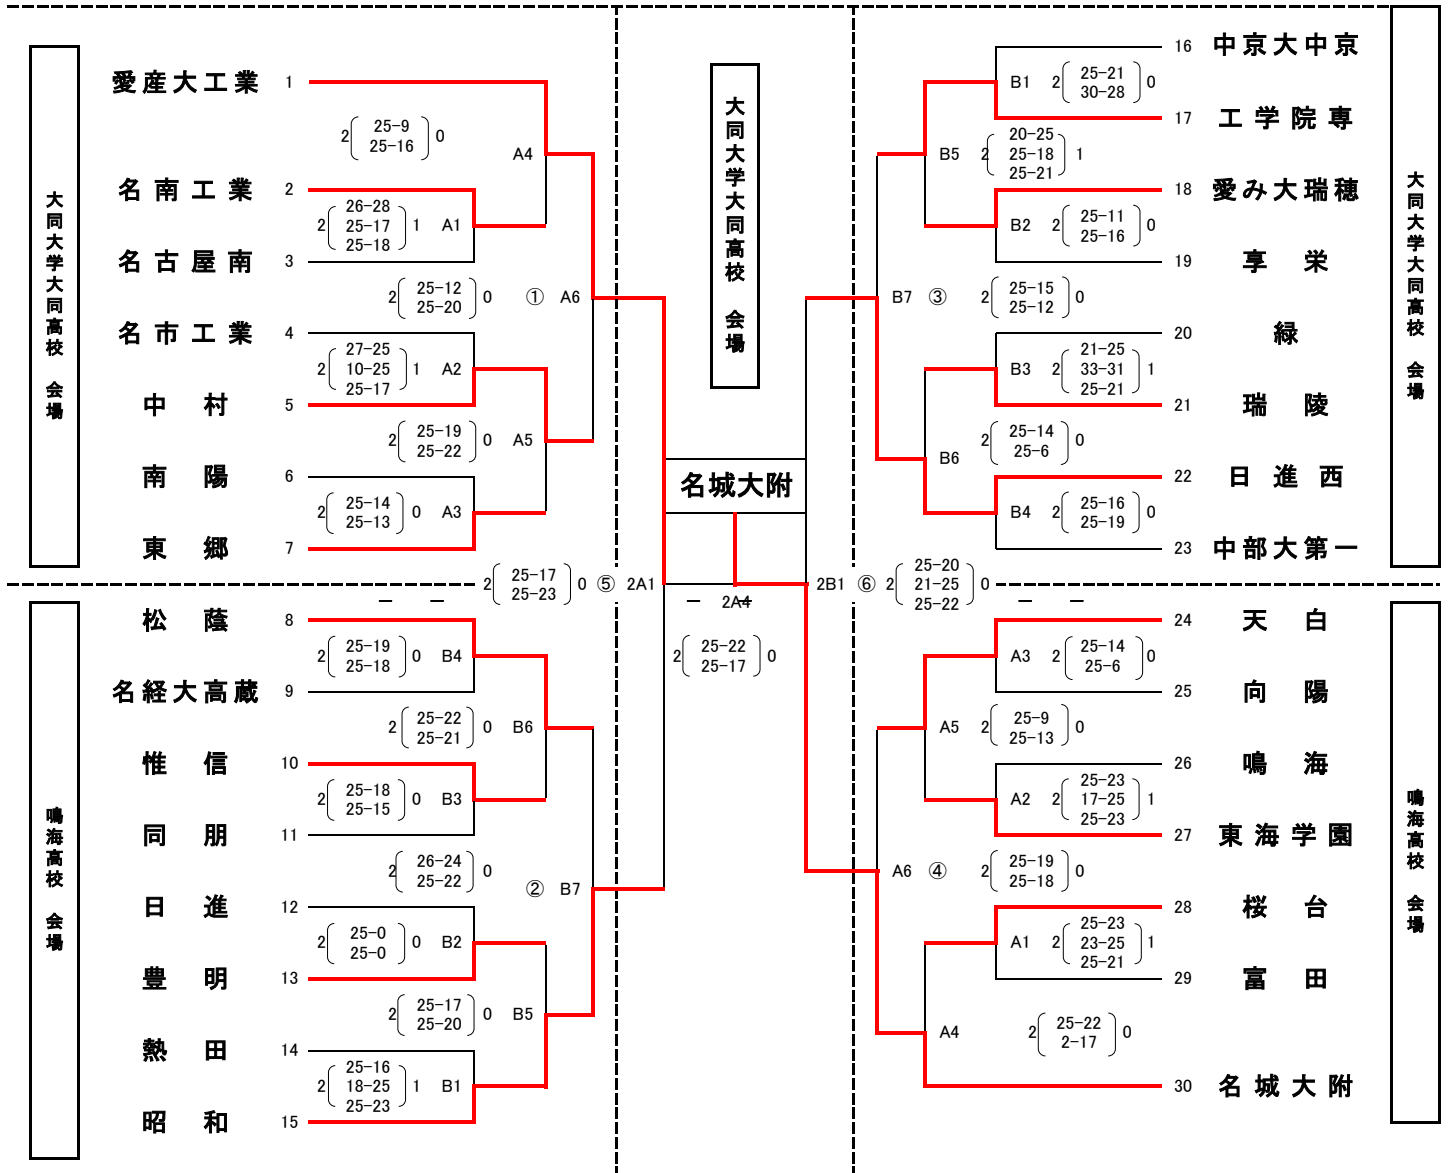 大同大学大同高校　会場
愛産大工業 1
2 25-9 0
25-16
A4
名南工業 2
2 26-28 1 A1
25-17
25-18
名古屋南 3
2 25-12 0 ① A6
25-20
名市工業 4
2 27-25 1 A2
10-25
25-17
中村 5
2 25-19 0 A5
25-22
南陽 6
2 25-14 0 A3
25-13
東郷 7
鳴海高校　会場
松蔭 8
2 25-19 0 B4
25-18
名経大高蔵 9
2 25-22 0 B6
25-21
惟信 10
2 25-18 0 B3
25-15
同朋 11
2 26-24 0 ② B7
25-22
日進 12
2 25-0 0 B2
25-0
豊明 13
2 25-17 0 B5
25-20
熱田 14
2 25-16 1 B1
18-25
25-23
昭和 15
大同大学大同高校　会場
名城大附
2 25-17 0 ⑤ 2A1
25-23
— —
— 2A4 —
2 25-22 0
25-17
2B1 ⑥ 2 25-20 0
21-25
25-22
— —
16 中京大中京
B1 2 25-21 0
30-28
17 工学院専
B5 2 20-25 1
25-18
25-21
18 愛み大瑞穂
B2 2 25-11 0
25-16
19 享栄
B7 ③ 2 25-15 0
25-12
20 緑
B3 2 21-25 1
33-31
25-21
21 瑞陵
B6 2 25-14 0
25-6
22 日進西
B4 2 25-16 0
25-19
23 中部大第一
大同大学大同高校　会場
24 天白
A3 2 25-14 0
25-6
25 向陽
A5 2 25-9 0
25-13
26 鳴海
A2 2 25-23 1
17-25
25-23
27 東海学園
A6 ④ 2 25-19 0
25-18
28 桜台
A1 2 25-23 1
23-25
25-21
29 富田
A4 2 25-22 0
2-17
30 名城大附
鳴海高校　会場